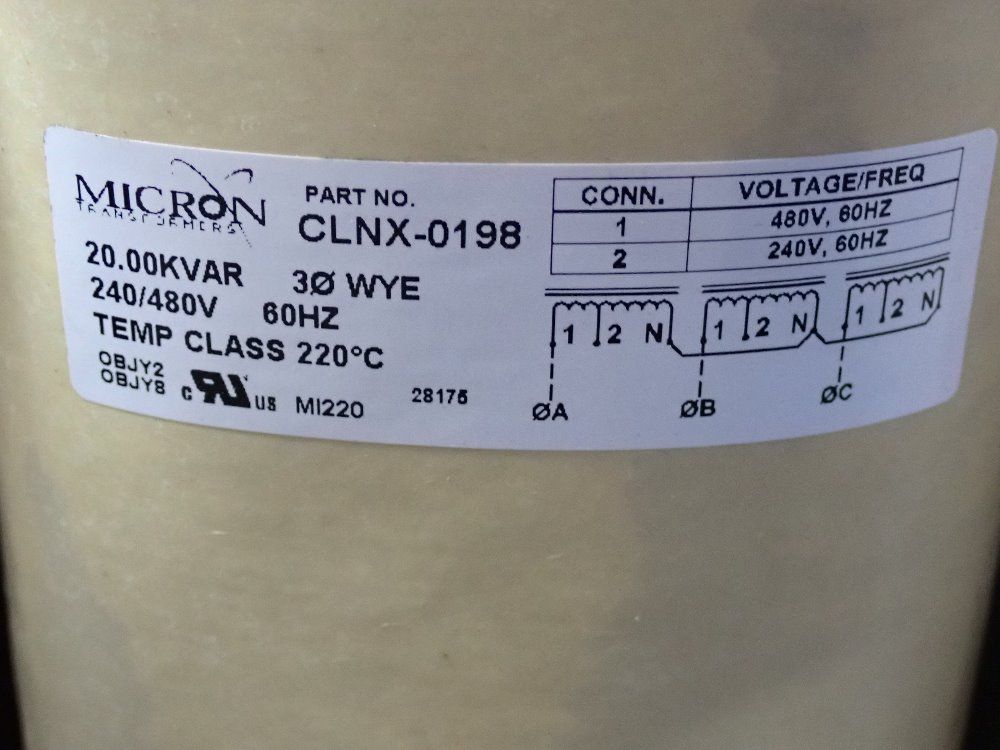 MICRON
TRANSFORMERS
PART NO.
CLNX-0198
20.00KVAR 3Ø WYE
240/480V 60HZ
TEMP CLASS 220°C
OBJY2
OBJY8
c RU US MI220 28175
CONN. VOLTAGE/FREQ
1 480V, 60HZ
2 240V, 60HZ
1 2 N 1 2 N 1 2 N
ØA ØB ØC